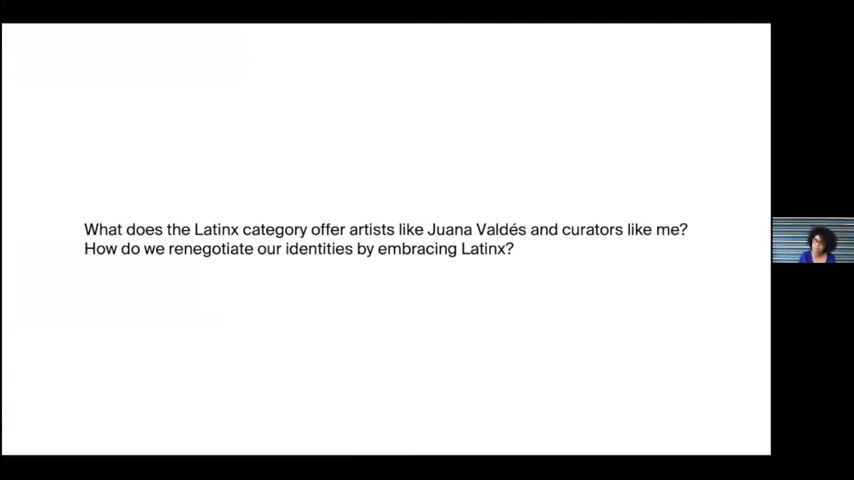 What does the Latinx category offer artists like Juana Valdés and curators like me?
How do we renegotiate our identities by embracing Latinx?